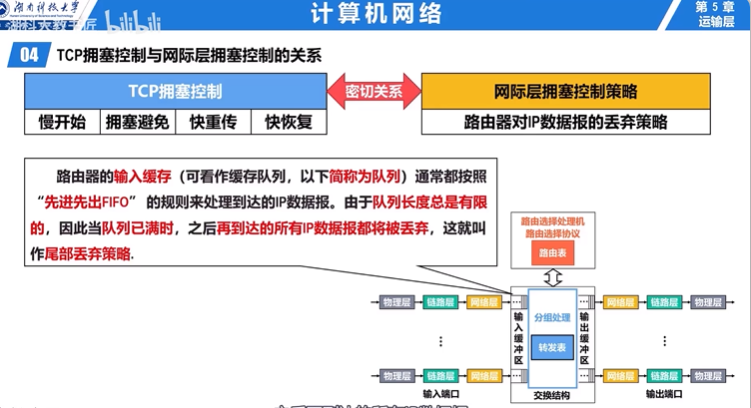 湖南科技大学
bilibili
计算机网络
第 5 章
运输层
04
TCP拥塞控制与网际层拥塞控制的关系
TCP拥塞控制
密切关系
网际层拥塞控制策略
慢开始 拥塞避免 快重传 快恢复
路由器对IP数据报的丢弃策略
路由器的输入缓存（可看作缓存队列，以下简称为队列）通常都按照
“先进先出FIFO” 的规则来处理到达的IP数据报。由于队列长度总是有限
的，因此当队列已满时，之后再到达的所有IP数据报都将被丢弃，这就叫
作尾部丢弃策略.
路由选择处理机
路由选择协议
路由表
物理层 链路层 网络层
分组处理
网络层 链路层 物理层
输入缓冲区
转发表
输出缓冲区
物理层 链路层 网络层
网络层 链路层 物理层
输入端口
交换结构
输出端口